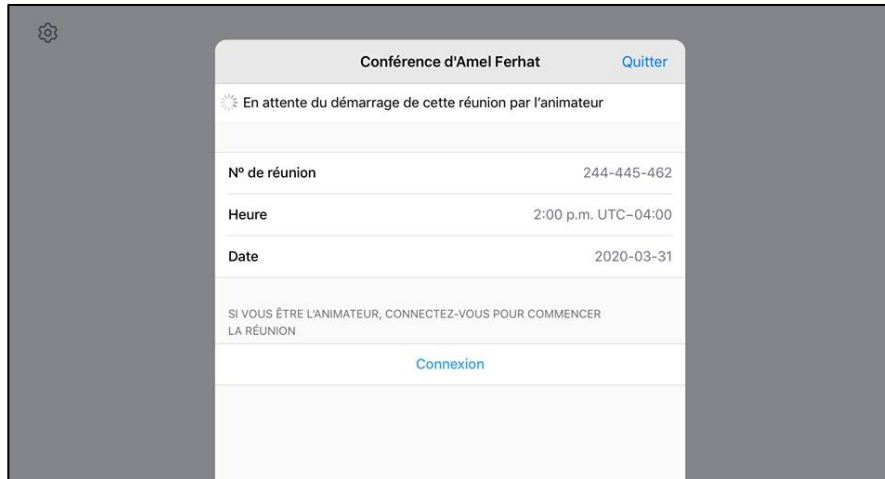 Conférence d'Amel Ferhat
Quitter
En attente du démarrage de cette réunion par l'animateur
Nº de réunion
244-445-462
Heure
2:00 p.m. UTC−04:00
Date
2020-03-31
SI VOUS ÊTRE L'ANIMATEUR, CONNECTEZ-VOUS POUR COMMENCER
LA RÉUNION
Connexion